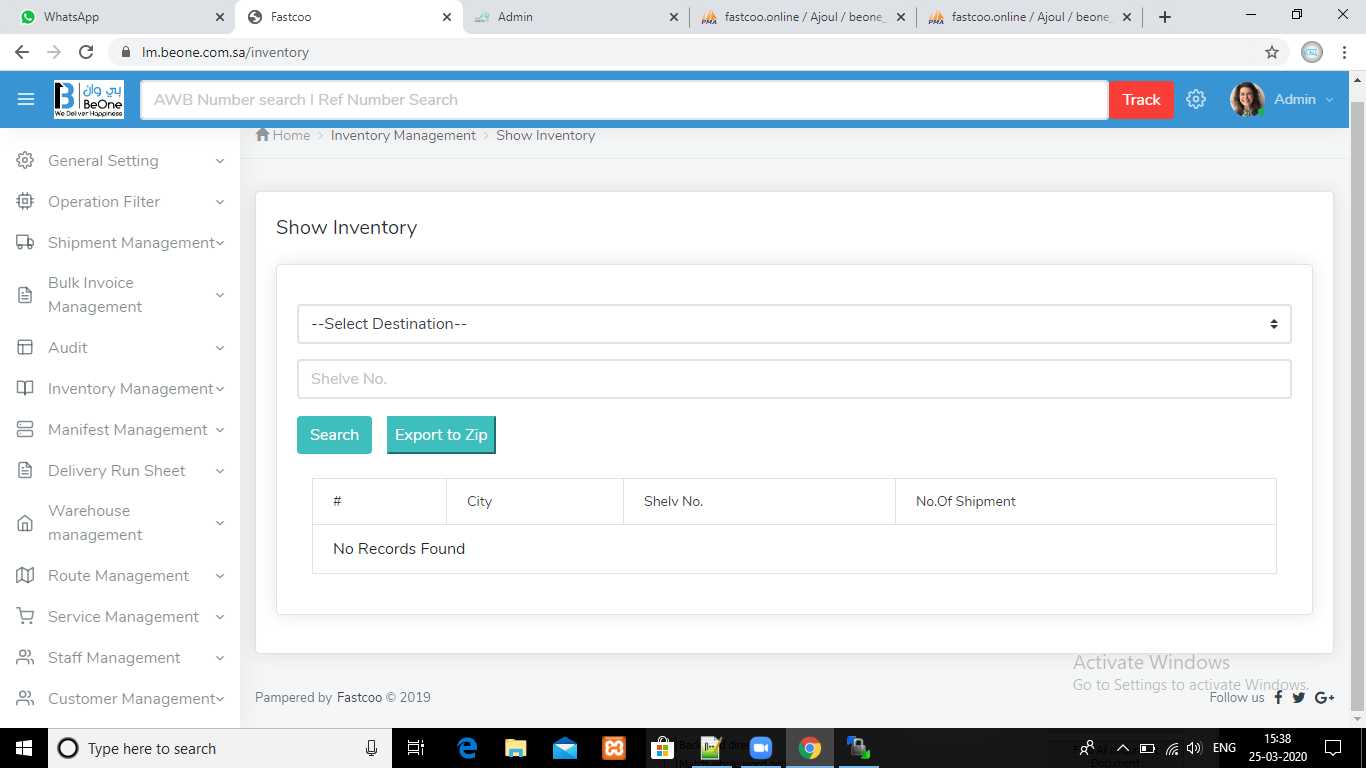 WhatsApp
Fastcoo
Admin
fastcoo.online / Ajoul / beone_
fastcoo.online / Ajoul / beone_
lm.beone.com.sa/inventory
بي وان
BeOne
We Deliver Happiness
AWB Number search I Ref Number Search
Track
Admin
Home > Inventory Management > Show Inventory
General Setting
Operation Filter
Shipment Management
Bulk Invoice
Management
Audit
Inventory Management
Manifest Management
Delivery Run Sheet
Warehouse
management
Route Management
Service Management
Staff Management
Customer Management
Show Inventory
--Select Destination--
Shelve No.
Search Export to Zip
# City Shelv No. No.Of Shipment
No Records Found
Activate Windows
Go to Settings to activate Windows.
Pampered by Fastcoo © 2019
Follow us
Type here to search
ENG
15:38
25-03-2020